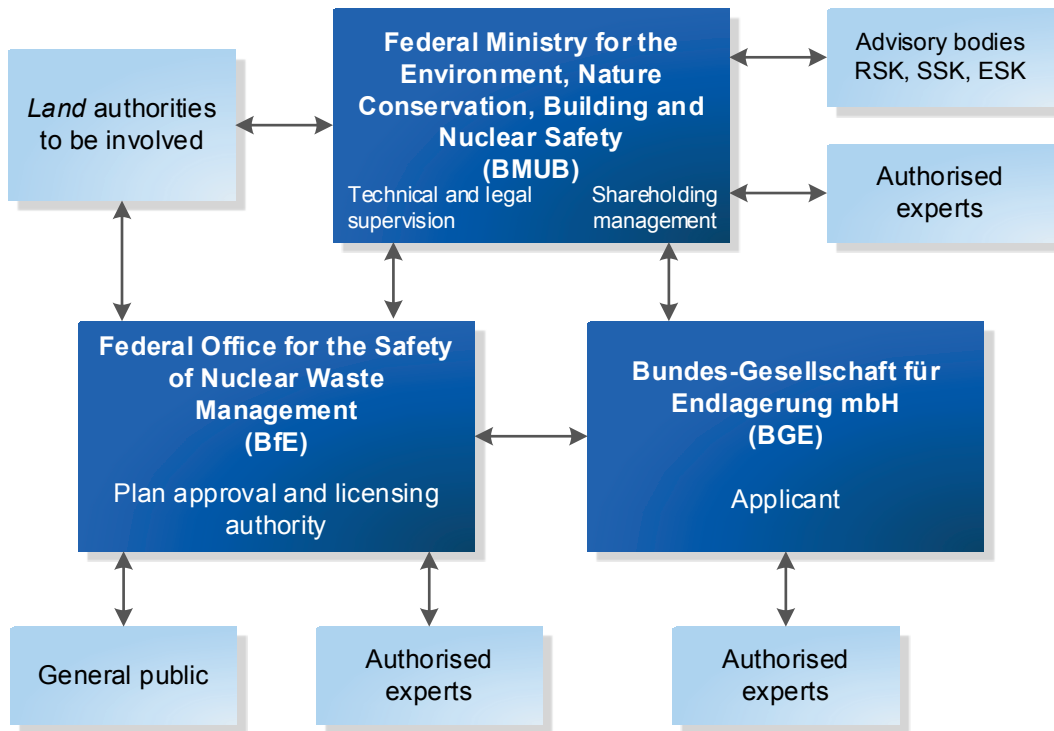 Federal Ministry for the
Environment, Nature
Conservation, Building and
Nuclear Safety
(BMUB)
Technical and legal
supervision
Shareholding
management
Advisory bodies
RSK, SSK, ESK
Land authorities
to be involved
Authorised
experts
Federal Office for the Safety
of Nuclear Waste
Management
(BfE)
Plan approval and licensing
authority
Bundes-Gesellschaft für
Endlagerung mbH
(BGE)
Applicant
General public
Authorised
experts
Authorised
experts